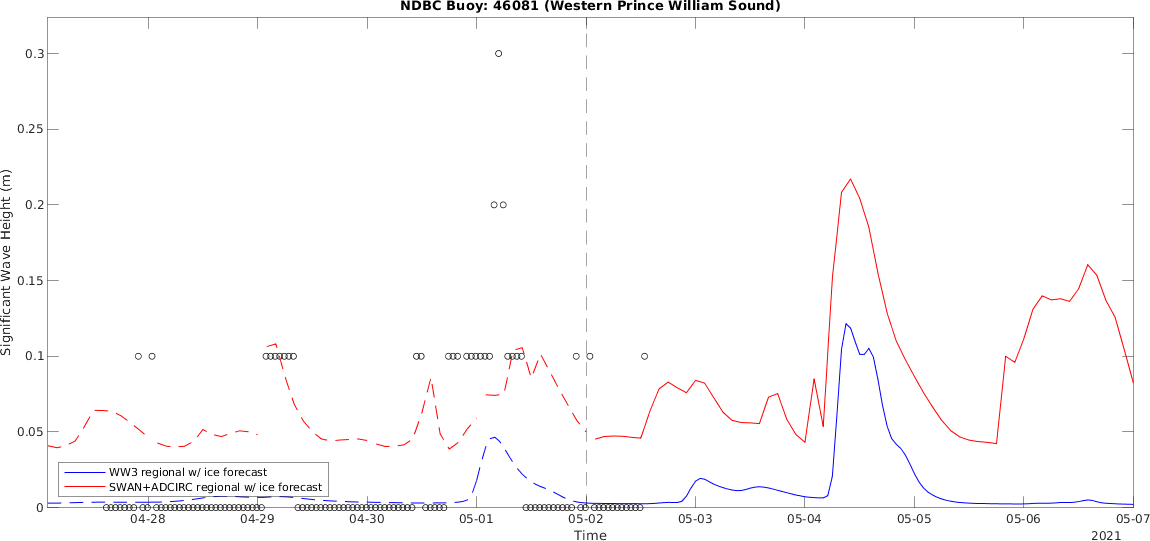 NDBC Buoy: 46081 (Western Prince William Sound)
0.3
0.25
0.2
0.15
0.1
0.05
0
Significant Wave Height (m)
WW3 regional w/ ice forecast
SWAN+ADCIRC regional w/ ice forecast
04-28 04-29 04-30 05-01 05-02 05-03 05-04 05-05 05-06 05-07
Time
2021